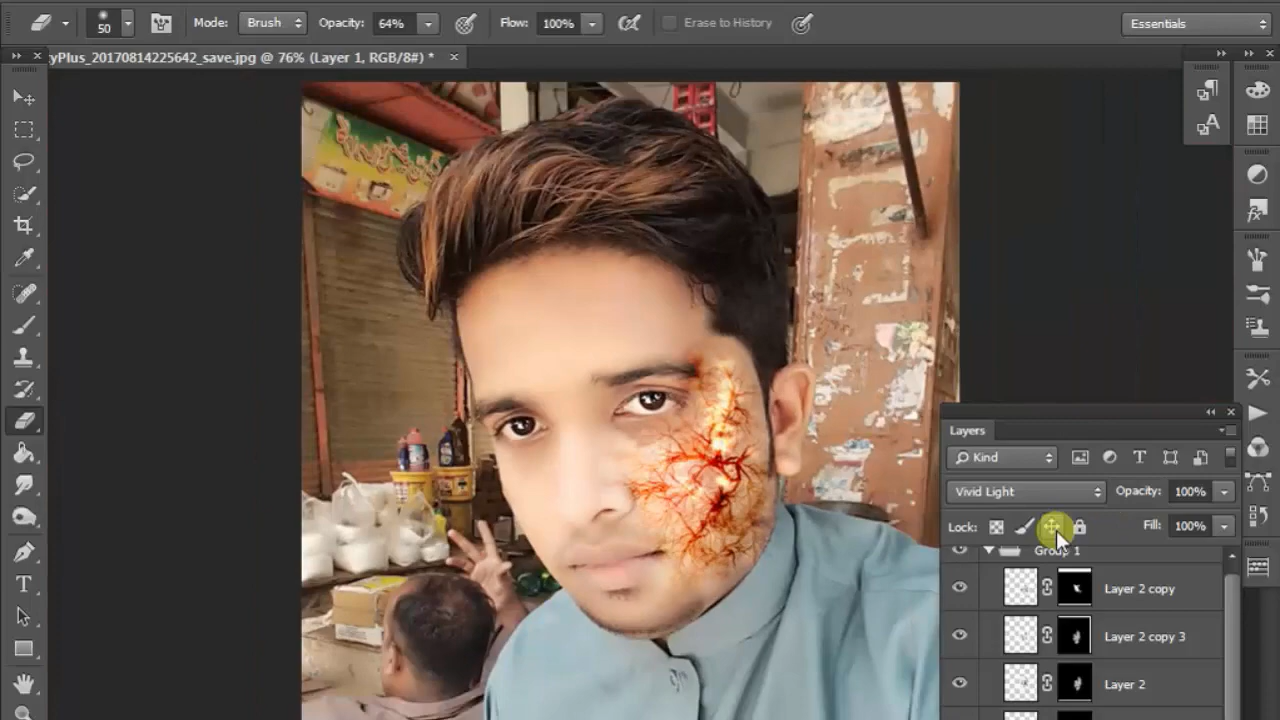 50
Mode: Brush Opacity: 64% Flow: 100% Erase to History Essentials
yPlus_20170814225642_save.jpg @ 76% (Layer 1, RGB/8#) *
Layers
Kind
Vivid Light Opacity: 100%
Lock: Fill: 100%
Group 1
Layer 2 copy
Layer 2 copy 3
Layer 2